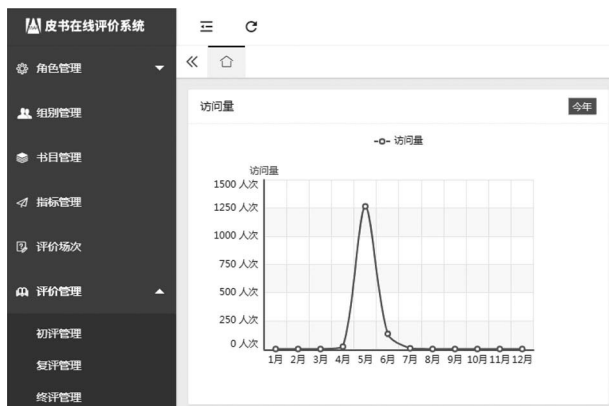 皮书在线评价系统
角色管理
组别管理
书目管理
指标管理
评价场次
评价管理
初评管理
复评管理
终评管理
访问量
今年
访问量
访问量
1500 人次
1250 人次
1000 人次
750 人次
500 人次
250 人次
0 人次
1月 2月 3月 4月 5月 6月 7月 8月 9月 10月 11月 12月